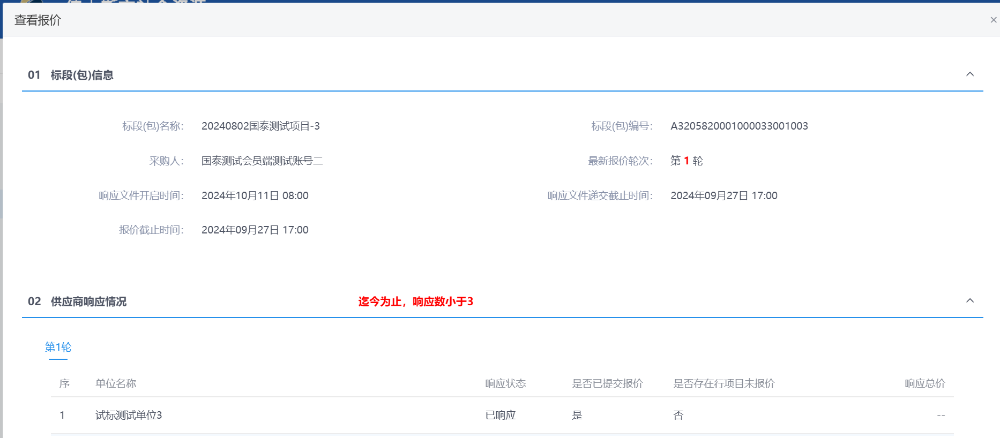 查看报价
01 标段(包)信息
标段(包)名称： 20240802国泰测试项目-3 标段(包)编号： A3205820001000033001003
采购人： 国泰测试会员端测试账号二 最新报价轮次： 第 1 轮
响应文件开启时间： 2024年10月11日 08:00 响应文件递交截止时间： 2024年09月27日 17:00
报价截止时间： 2024年09月27日 17:00
02 供应商响应情况 迄今为止，响应数小于3
第1轮
序 单位名称 响应状态 是否已提交报价 是否存在行项目未报价 响应总价
1 试标测试单位3 已响应 是 否 --